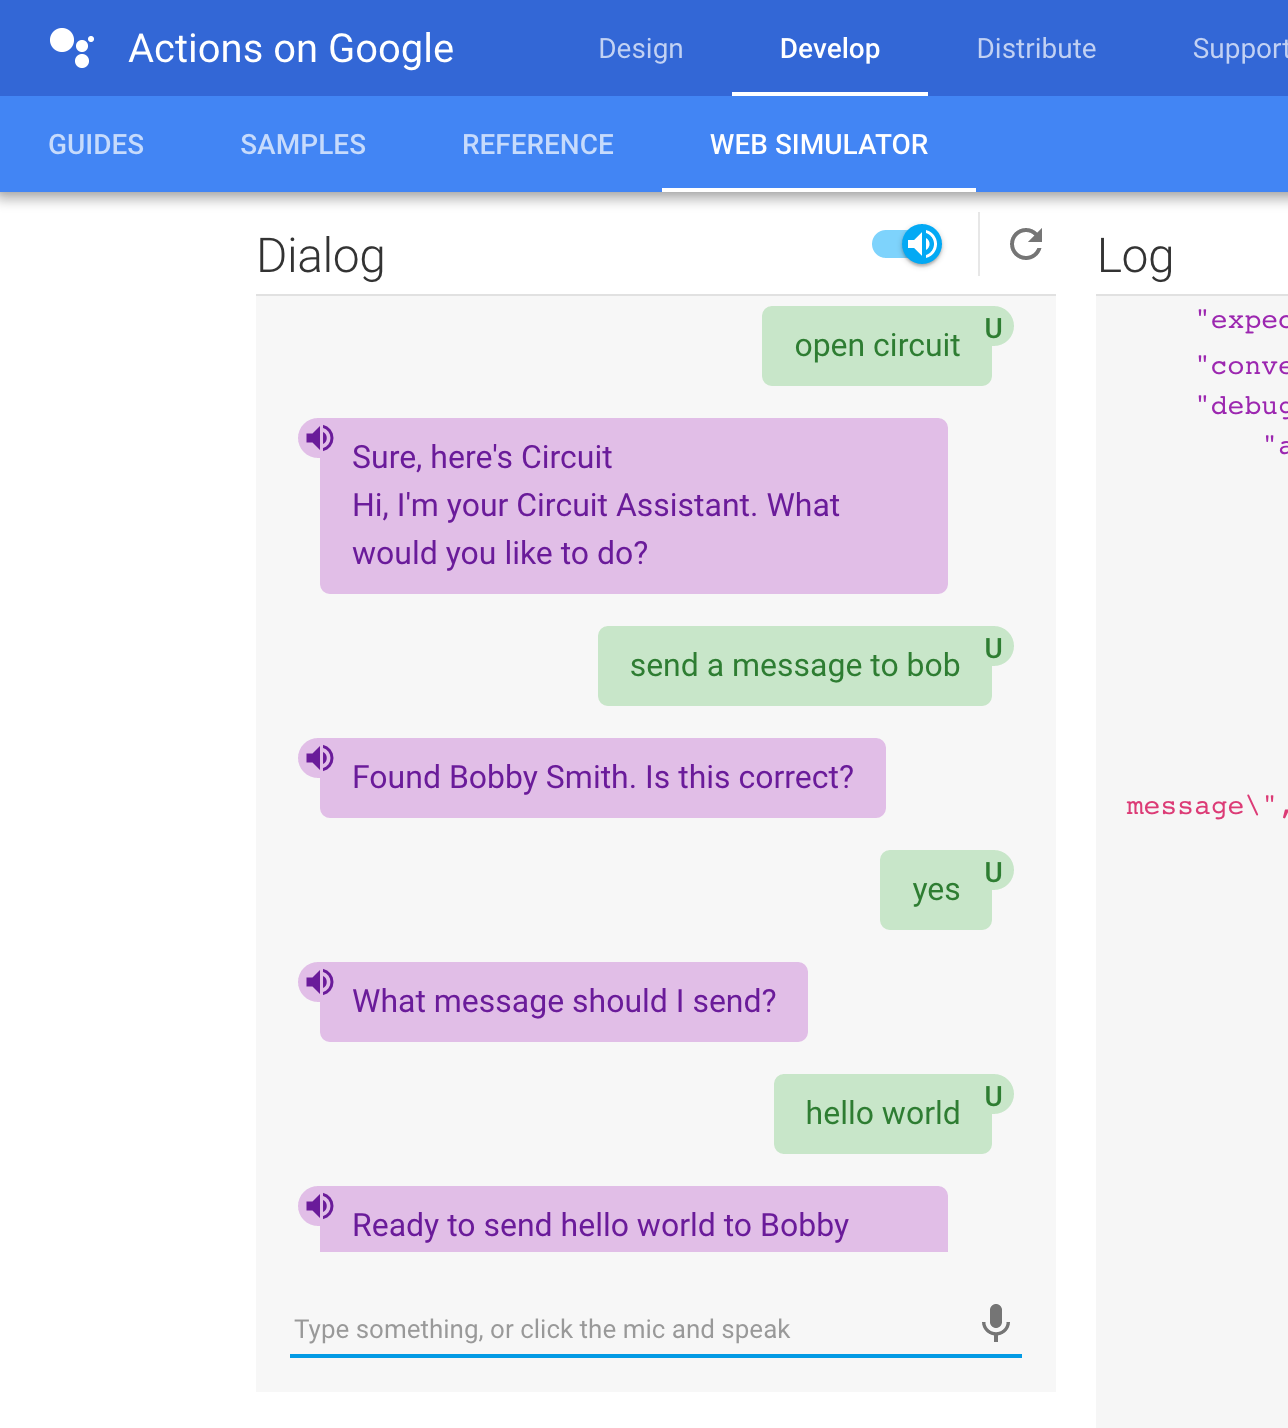 Actions on Google
Design
Develop
Distribute
Support
GUIDES
SAMPLES
REFERENCE
WEB SIMULATOR
Dialog
open circuit
U
Sure, here's Circuit
Hi, I'm your Circuit Assistant. What
would you like to do?
send a message to bob
U
Found Bobby Smith. Is this correct?
yes
U
What message should I send?
hello world
U
Ready to send hello world to Bobby
Type something, or click the mic and speak
Log
"expec
"conve
"debug
"a
message\",